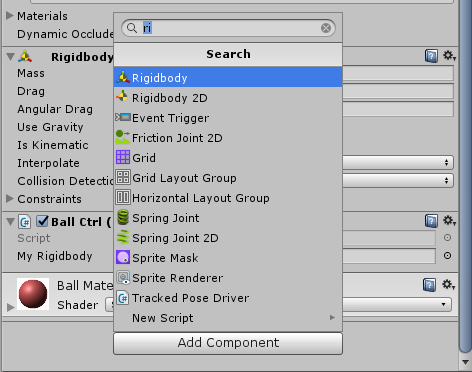 Materials
Dynamic Occlude
ri
Search
Rigidbody
Rigidbody
Rigidbody 2D
Event Trigger
Friction Joint 2D
Grid
Grid Layout Group
Horizontal Layout Group
Spring Joint
Spring Joint 2D
Sprite Mask
Sprite Renderer
Tracked Pose Driver
New Script
Add Component
Mass
Drag
Angular Drag
Use Gravity
Is Kinematic
Interpolate
Collision Detectio
Constraints
Ball Ctrl (
Script
My Rigidbody
Ball Mate
Shader